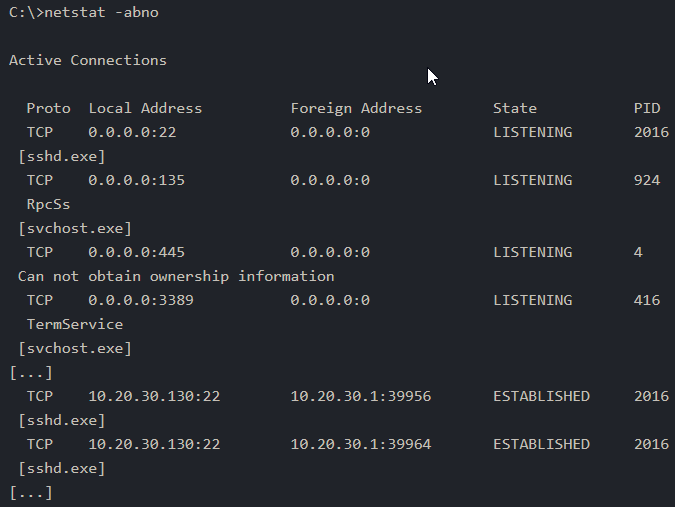 C:\>netstat -abno
Active Connections
Proto Local Address Foreign Address State PID
TCP 0.0.0.0:22 0.0.0.0:0 LISTENING 2016
[sshd.exe]
TCP 0.0.0.0:135 0.0.0.0:0 LISTENING 924
RpcSs
[svchost.exe]
TCP 0.0.0.0:445 0.0.0.0:0 LISTENING 4
Can not obtain ownership information
TCP 0.0.0.0:3389 0.0.0.0:0 LISTENING 416
TermService
[svchost.exe]
[...]
TCP 10.20.30.130:22 10.20.30.1:39956 ESTABLISHED 2016
[sshd.exe]
TCP 10.20.30.130:22 10.20.30.1:39964 ESTABLISHED 2016
[sshd.exe]
[...]